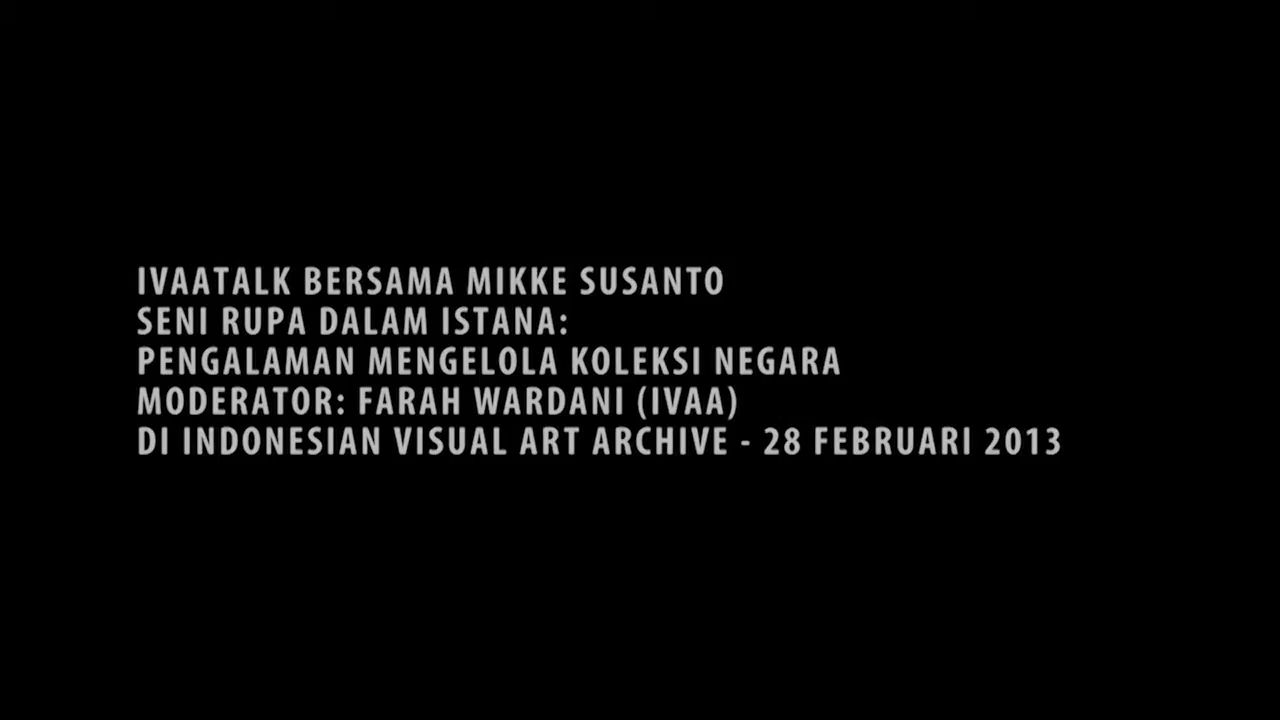 IVAATALK BERSAMA MIKKE SUSANTO
SENI RUPA DALAM ISTANA:
PENGALAMAN MENGELOLA KOLEKSI NEGARA
MODERATOR: FARAH WARDANI (IVAA)
DI INDONESIAN VISUAL ART ARCHIVE - 28 FEBRUARI 2013